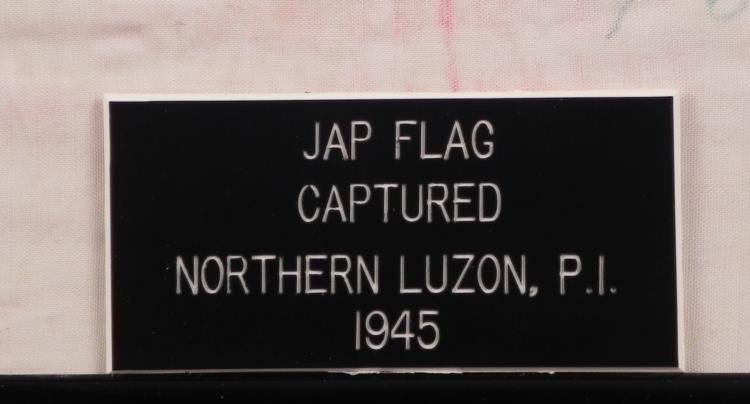 JAP FLAG
CAPTURED
NORTHERN LUZON, P.I.
1945